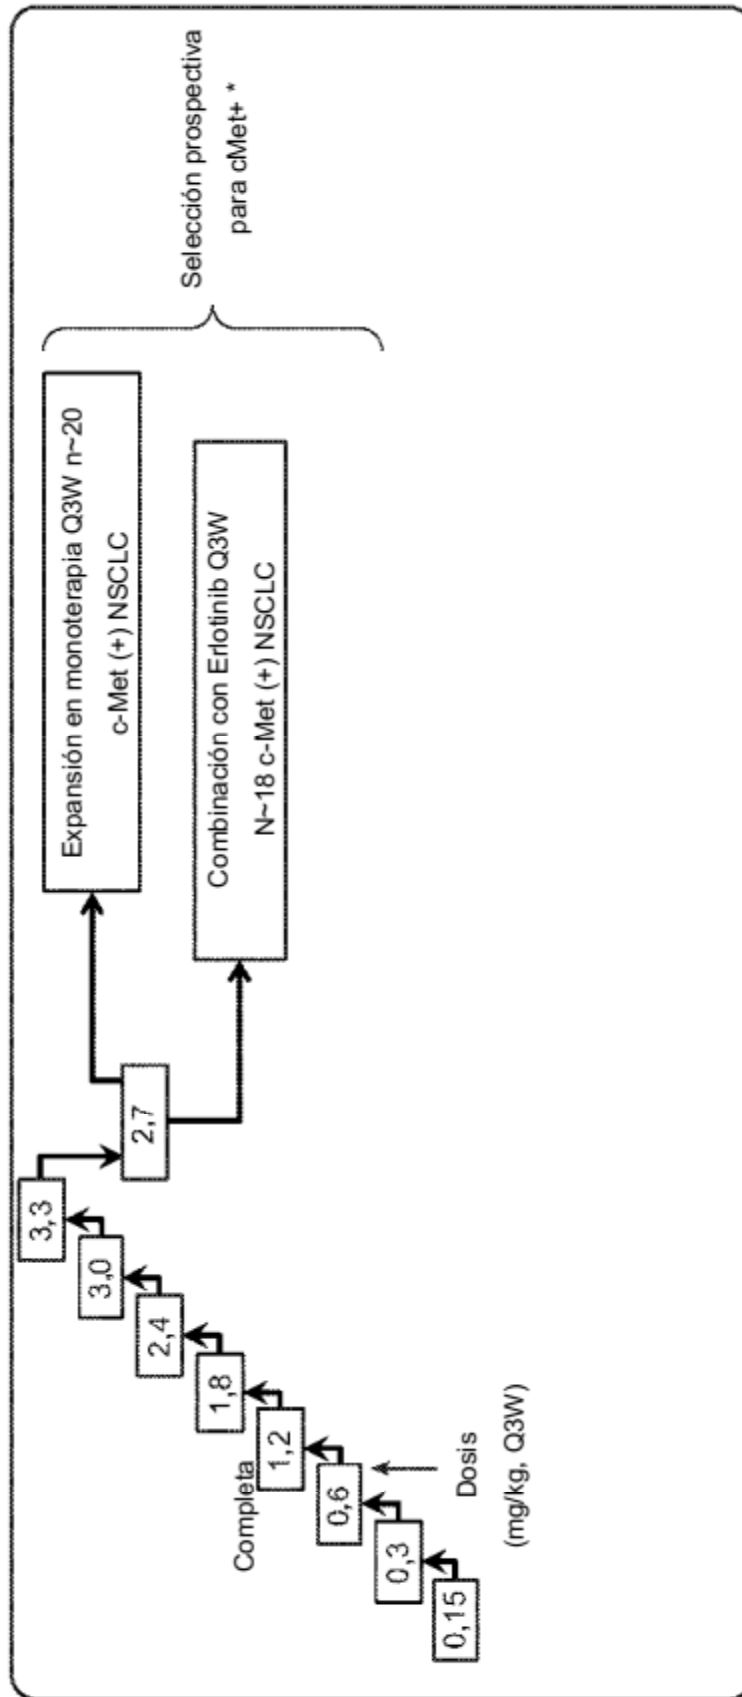 0,15
0,3
0,6
1,2
1,8
2,4
3,0
3,3
2,7
Completa
Dosis
(mg/kg, Q3W)
Expansión en monoterapia Q3W n~20
c-Met (+) NSCLC
Combinación con Erlotinib Q3W
N~18 c-Met (+) NSCLC
Selección prospectiva
para cMet+ *